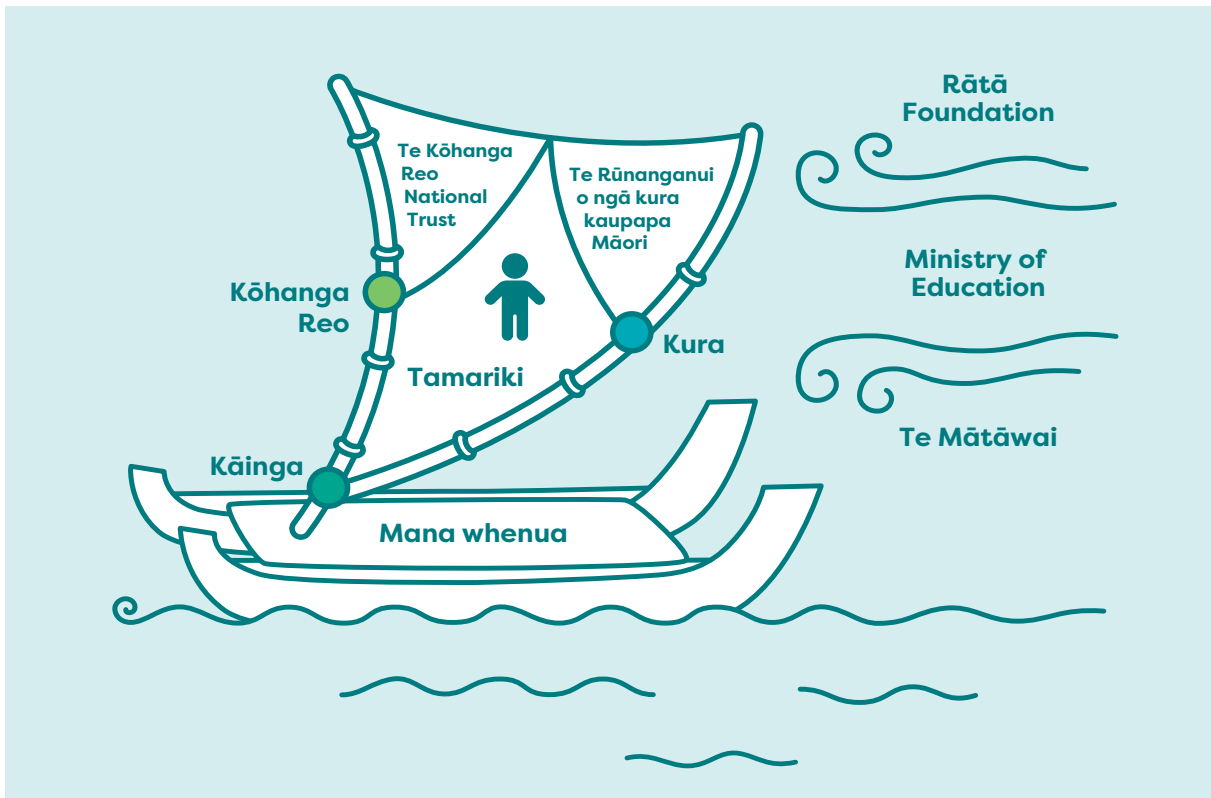 Te Kōhanga
Reo
National
Trust
Te Rūnanganui
o ngā kura
kaupapa
Māori
Rātā
Foundation
Kōhanga
Reo
Kura
Ministry of
Education
Tamariki
Kāinga
Te Mātāwai
Mana whenua